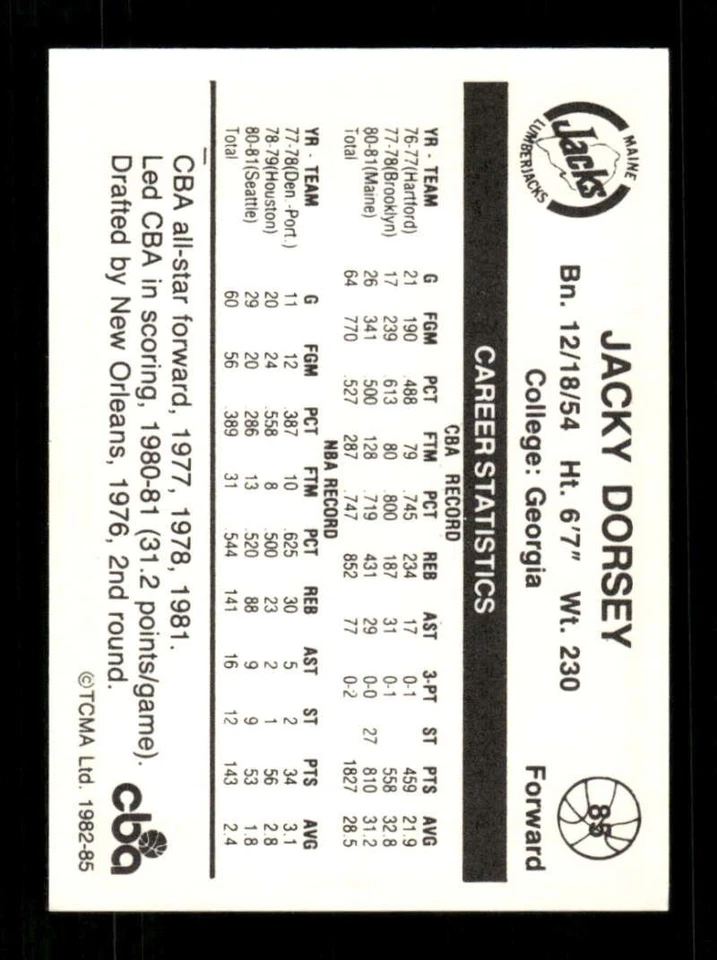 MAINE
Jacks
LUMBERJACKS
JACKY DORSEY
Bn. 12/18/54 Ht. 6'7" Wt. 230
College: Georgia
Forward
85
CAREER STATISTICS
CBA RECORD
YR - TEAM G FGM PCT FTM PCT REB AST 3-PT ST PTS AVG
76-77(Hartford) 21 190 .488 79 .745 234 17 0-1 459 21.9
77-78(Brooklyn) 17 239 .613 80 .800 187 31 0-1 558 32.8
80-81(Maine) 26 341 .500 128 .719 431 29 0-0 27 810 31.2
Total 64 770 .527 287 .747 852 77 0-2 1827 28.5
NBA RECORD
YR - TEAM G FGM PCT FTM PCT REB AST ST PTS AVG
77-78(Den.-Port.) 11 12 .387 10 .625 30 5 2 34 3.1
78-79(Houston) 20 24 .558 8 .500 23 2 1 56 2.8
80-81(Seattle) 29 20 .286 13 .520 88 9 9 53 1.8
Total 60 56 .389 31 .544 141 16 12 143 2.4
CBA all-star forward, 1977, 1978, 1981.
Led CBA in scoring, 1980-81 (31.2 points/game).
Drafted by New Orleans, 1976, 2nd round.
cba
©TCMA Ltd. 1982-85